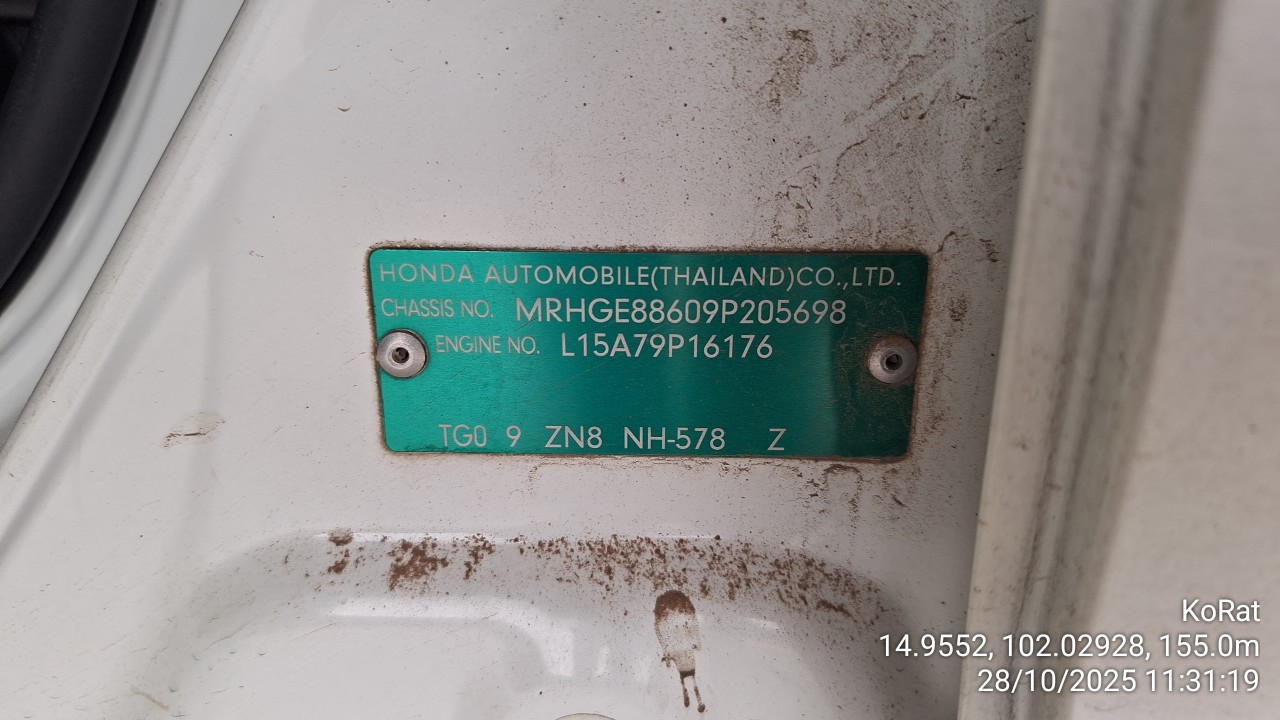 HONDA AUTOMOBILE(THAILAND)CO.,LTD.
CHASSIS NO. MRHGE88609P205698
ENGINE NO. L15A79P16176
TG0 9 ZN8 NH-578 Z
KoRat
14.9552, 102.02928, 155.0m
28/10/2025 11:31:19